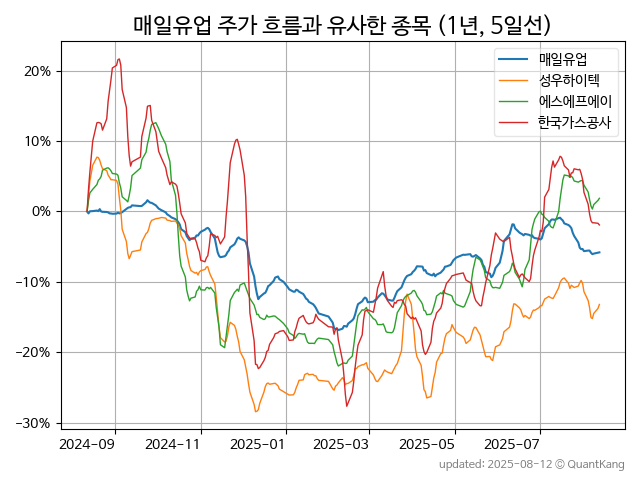 매일유업 주가 흐름과 유사한 종목 (1년, 5일선)
매일유업
성우하이텍
에스에프에이
한국가스공사
20%
10%
0%
−10%
−20%
−30%
2024−09
2024−11
2025−01
2025−03
2025−05
2025−07
updated: 2025-08-12 © QuantKang